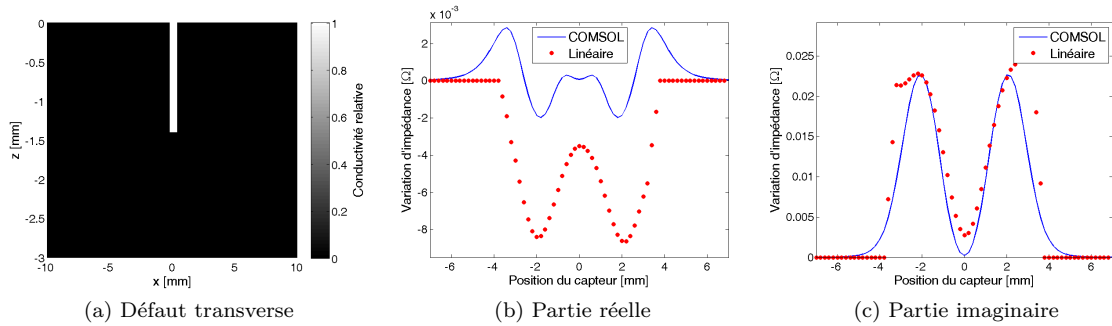 0
-0.5
-1
-1.5
-2
-2.5
-3
z [mm]
-10
-5
0
5
10
x [mm]
1
0.8
0.6
0.4
0.2
0
Conductivité relative
(a) Défaut transverse
x 10⁻³
2
0
-2
-4
-6
-8
Variation d'impédance [Ω]
COMSOL
Linéaire
-6
-4
-2
0
2
4
6
Position du capteur [mm]
(b) Partie réelle
0.025
0.02
0.015
0.01
0.005
0
Variation d'impédance [Ω]
COMSOL
Linéaire
-6
-4
-2
0
2
4
6
Position du capteur [mm]
(c) Partie imaginaire